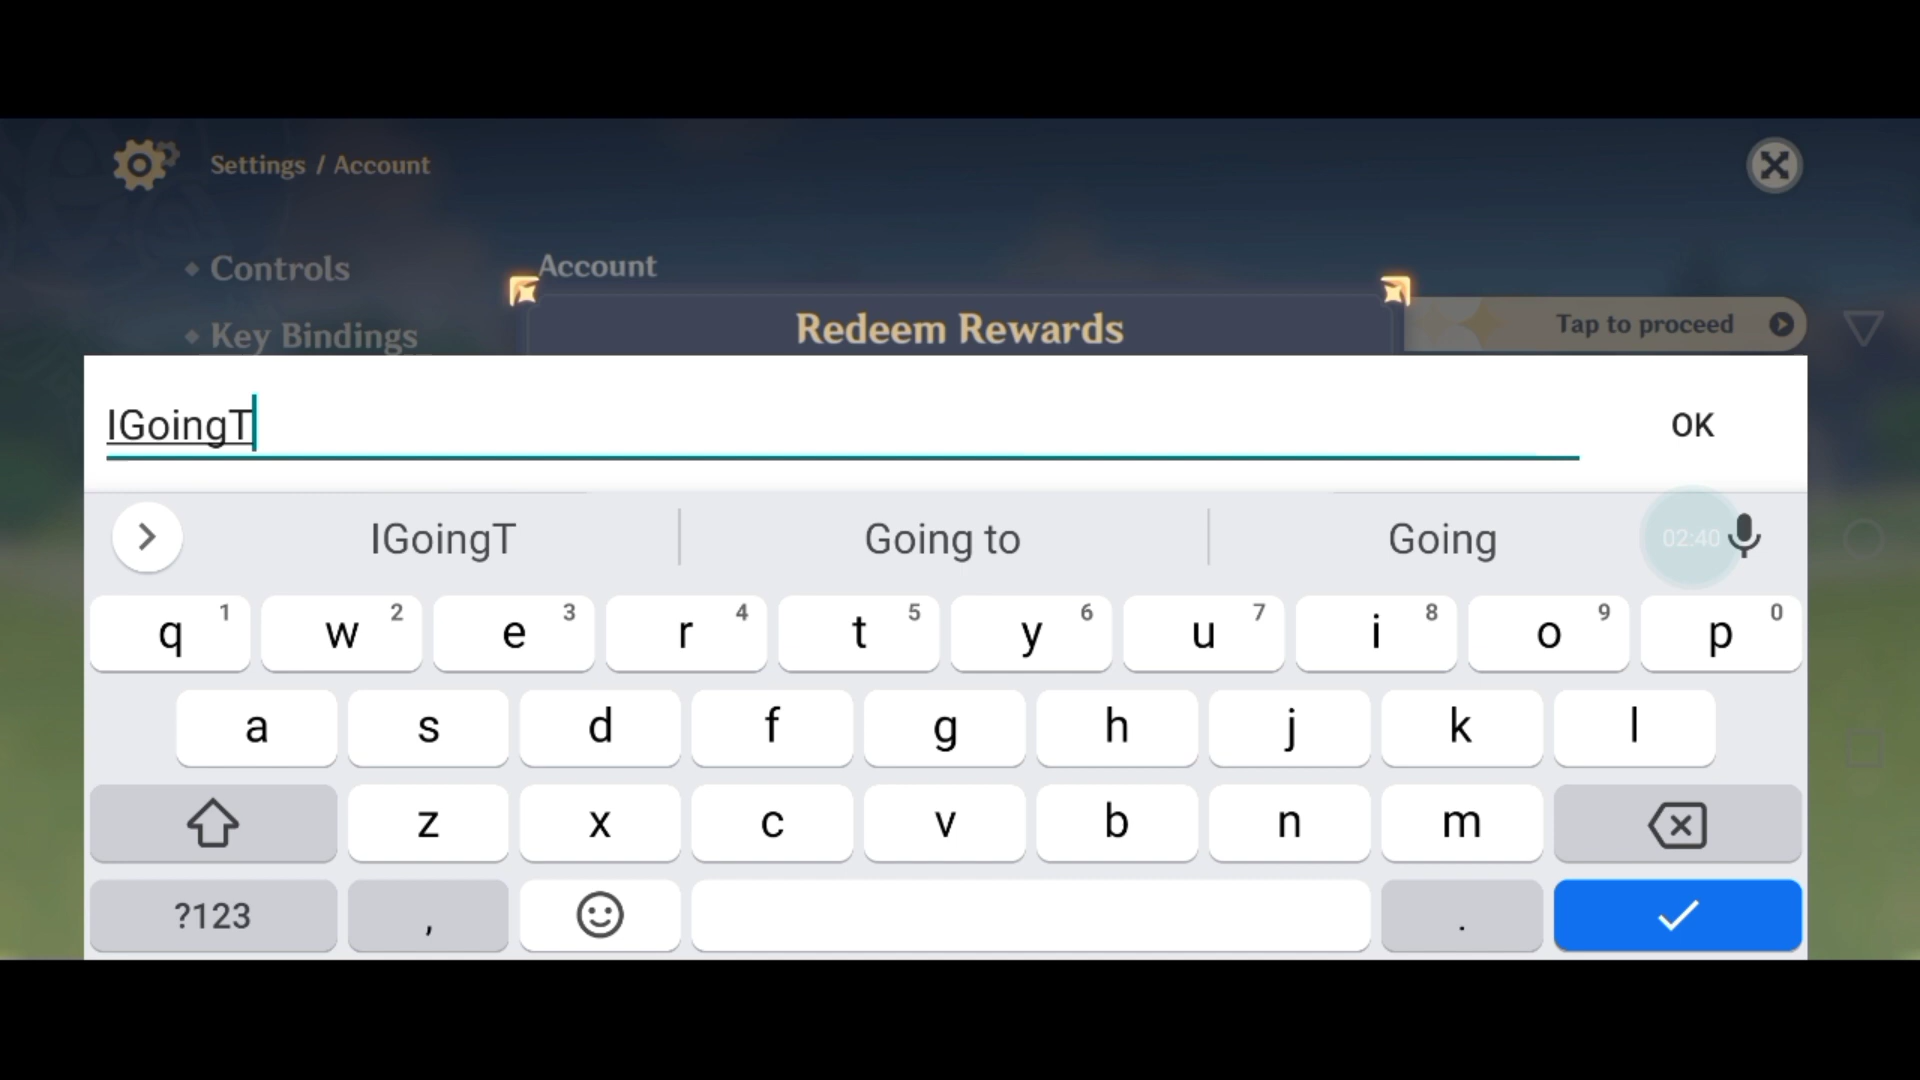 Settings / Account
Controls
Account
Key Bindings
Redeem Rewards
Tap to proceed
IGoingT
OK
IGoingT
Going to
Going
02:40
q 1 w 2 e 3 r 4 t 5 y 6 u 7 i 8 o 9 p 0
a s d f g h j k l
z x c v b n m
?123 , .